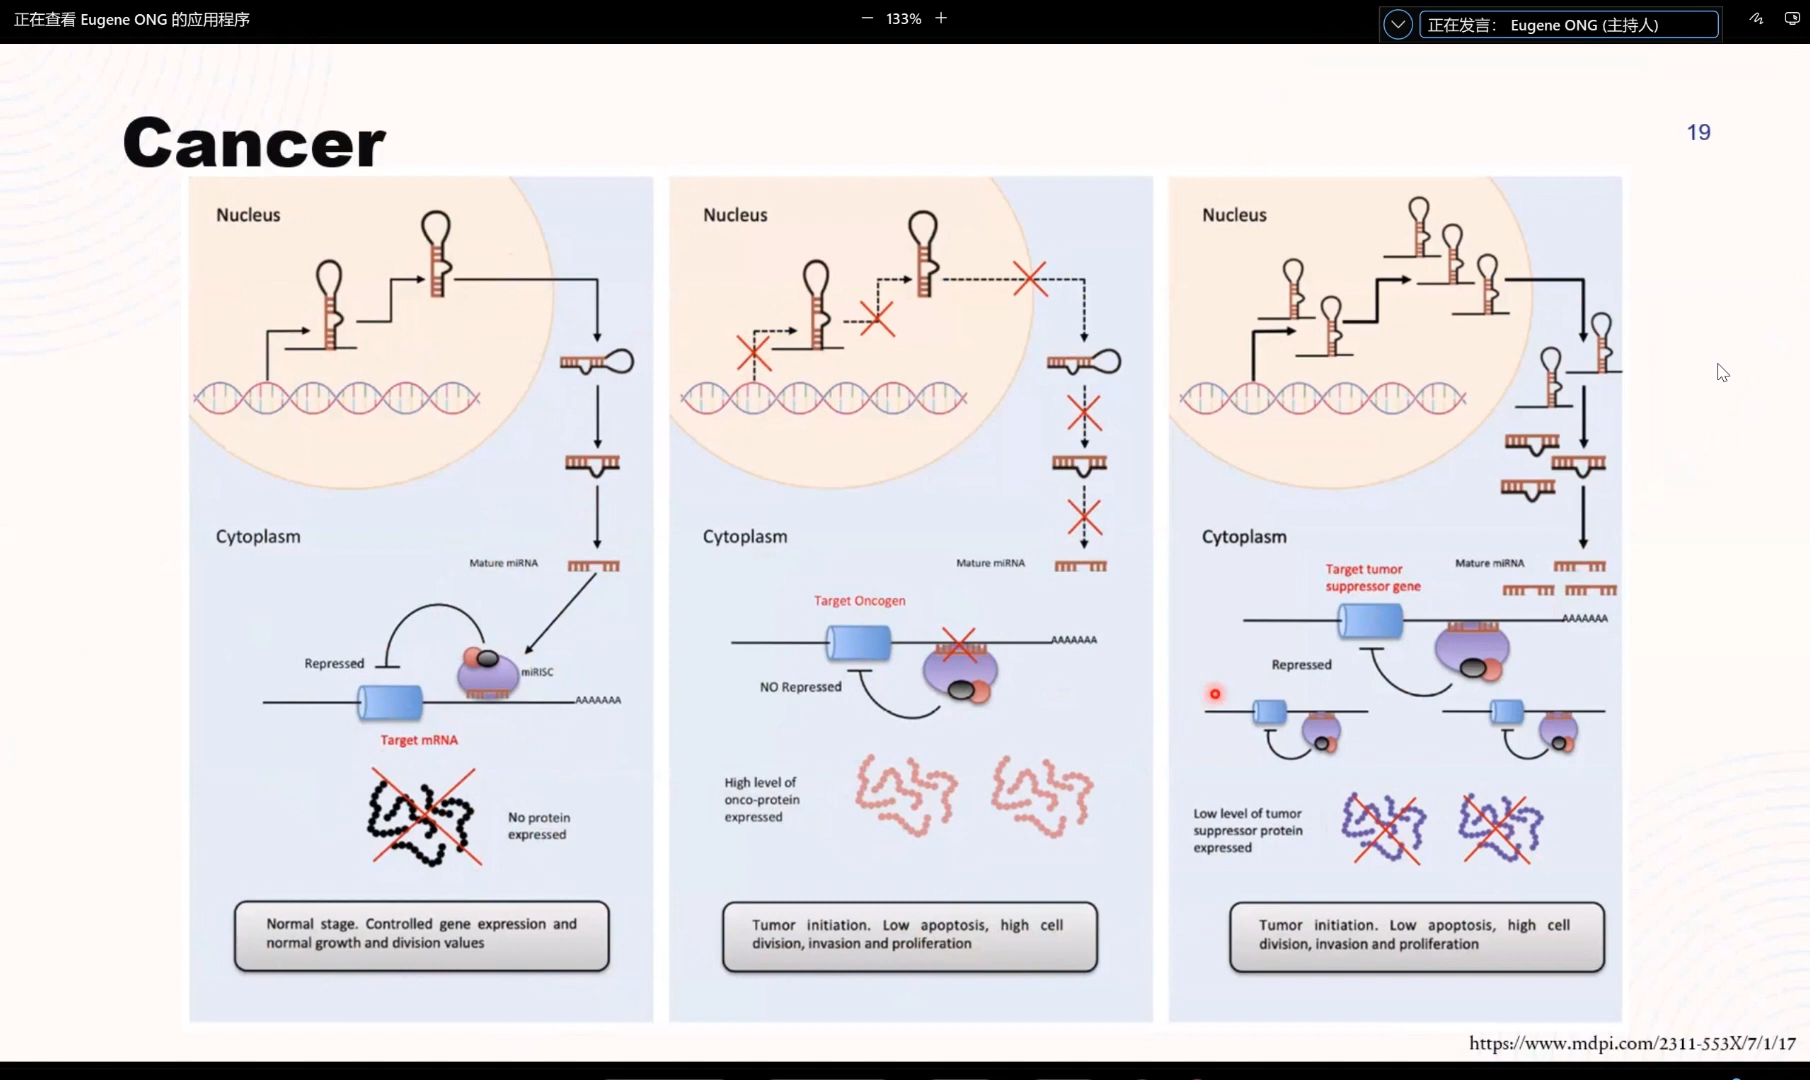 正在查看 Eugene ONG 的应用程序
133%
正在发言： Eugene ONG (主持人)
Cancer
19
Nucleus
Cytoplasm
Mature miRNA
Repressed
miRISC
AAAAAAA
Target mRNA
No protein
expressed
Normal stage. Controlled gene expression and
normal growth and division values
Nucleus
Cytoplasm
Mature miRNA
Target Oncogen
AAAAAAA
NO Repressed
High level of
onco-protein
expressed
Tumor initiation. Low apoptosis, high cell
division, invasion and proliferation
Nucleus
Cytoplasm
Mature miRNA
Target tumor
suppressor gene
AAAAAAA
Repressed
Low level of tumor
suppressor protein
expressed
Tumor initiation. Low apoptosis, high cell
division, invasion and proliferation
https://www.mdpi.com/2311-553X/7/1/17